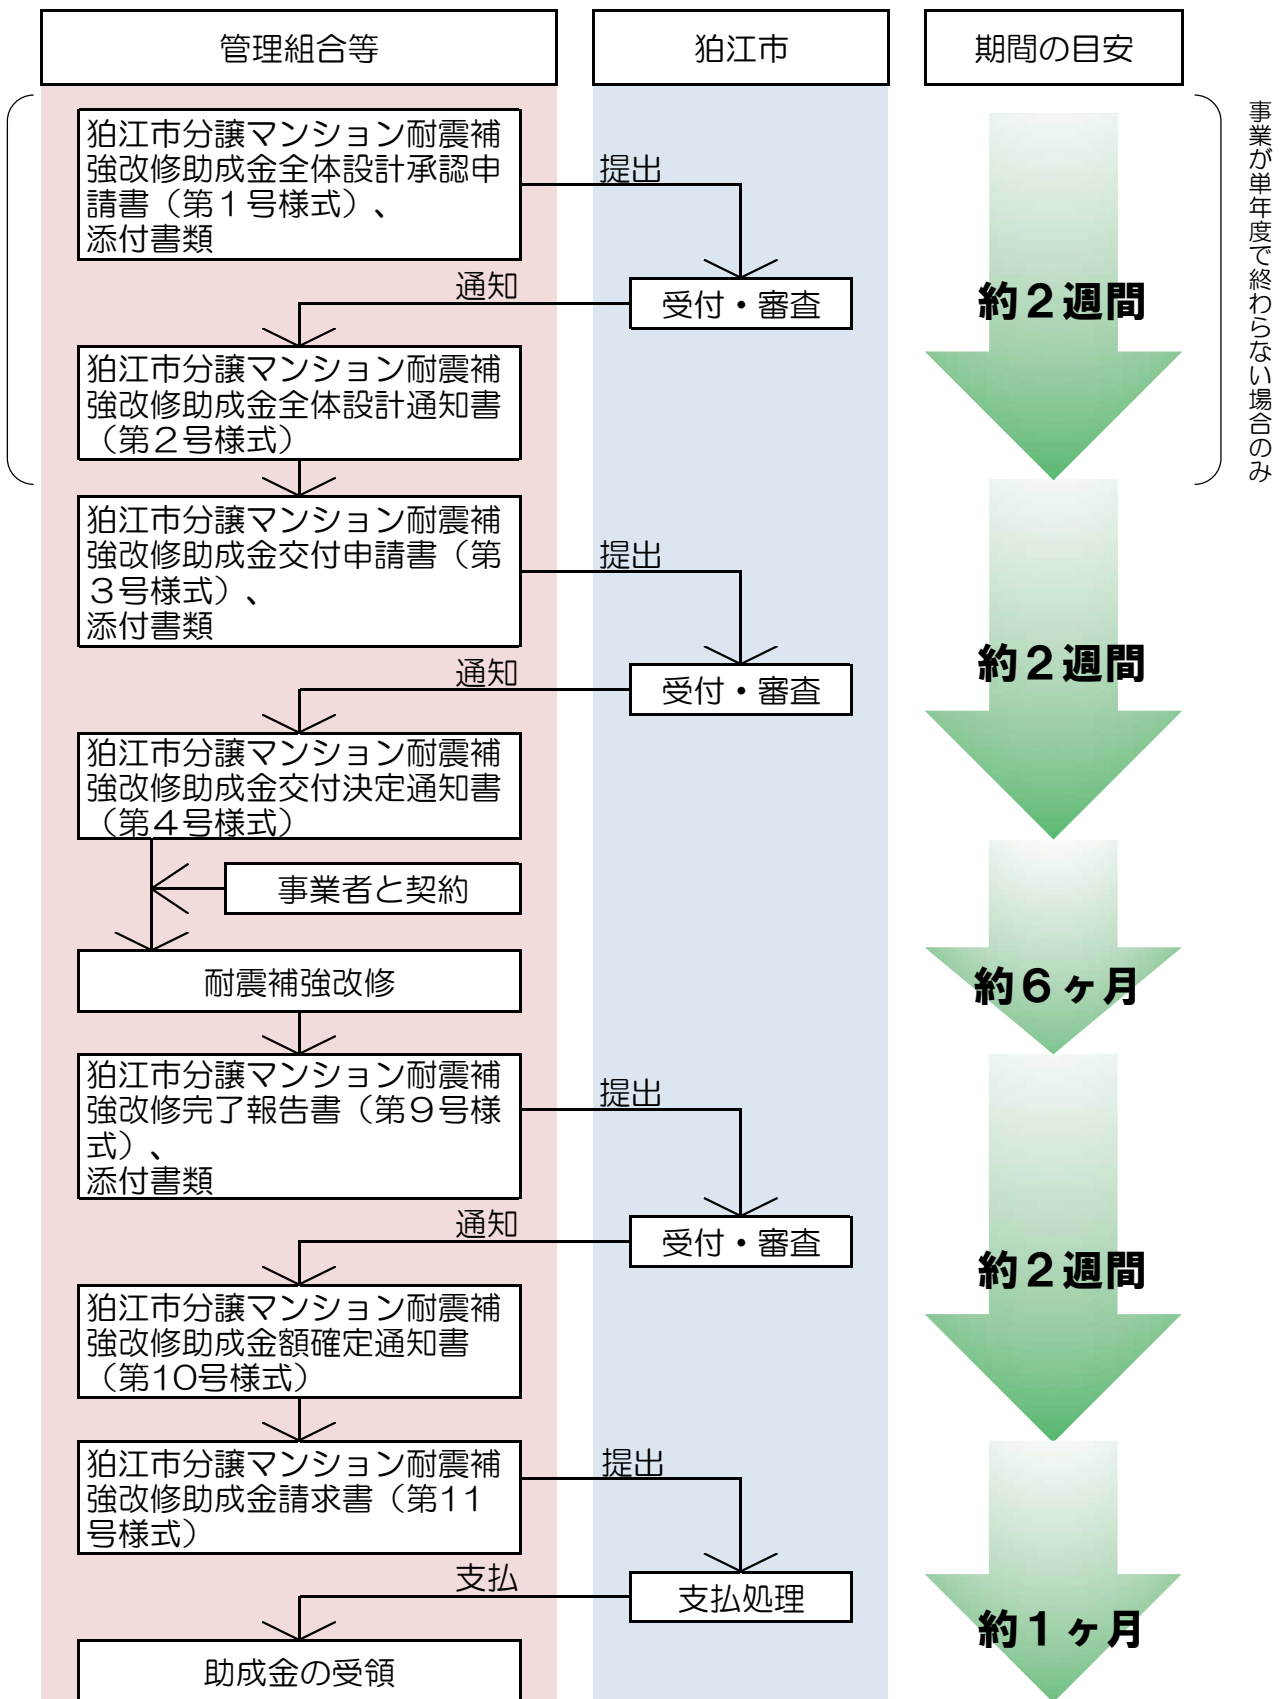 管理組合等
狛江市
期間の目安
狛江市分譲マンション耐震補
強改修助成金全体設計承認申
請書（第１号様式）、
添付書類
提出
受付・審査
通知
狛江市分譲マンション耐震補
強改修助成金全体設計通知書
（第２号様式）
約２週間
事業が単年度で終わらない場合のみ
狛江市分譲マンション耐震補
強改修助成金交付申請書（第
３号様式）、
添付書類
提出
受付・審査
通知
狛江市分譲マンション耐震補
強改修助成金交付決定通知書
（第４号様式）
約２週間
事業者と契約
耐震補強改修
約６ヶ月
狛江市分譲マンション耐震補
強改修完了報告書（第９号様
式）、
添付書類
提出
受付・審査
通知
狛江市分譲マンション耐震補
強改修助成金額確定通知書
（第10号様式）
約２週間
狛江市分譲マンション耐震補
強改修助成金請求書（第11
号様式）
提出
支払処理
支払
助成金の受領
約１ヶ月